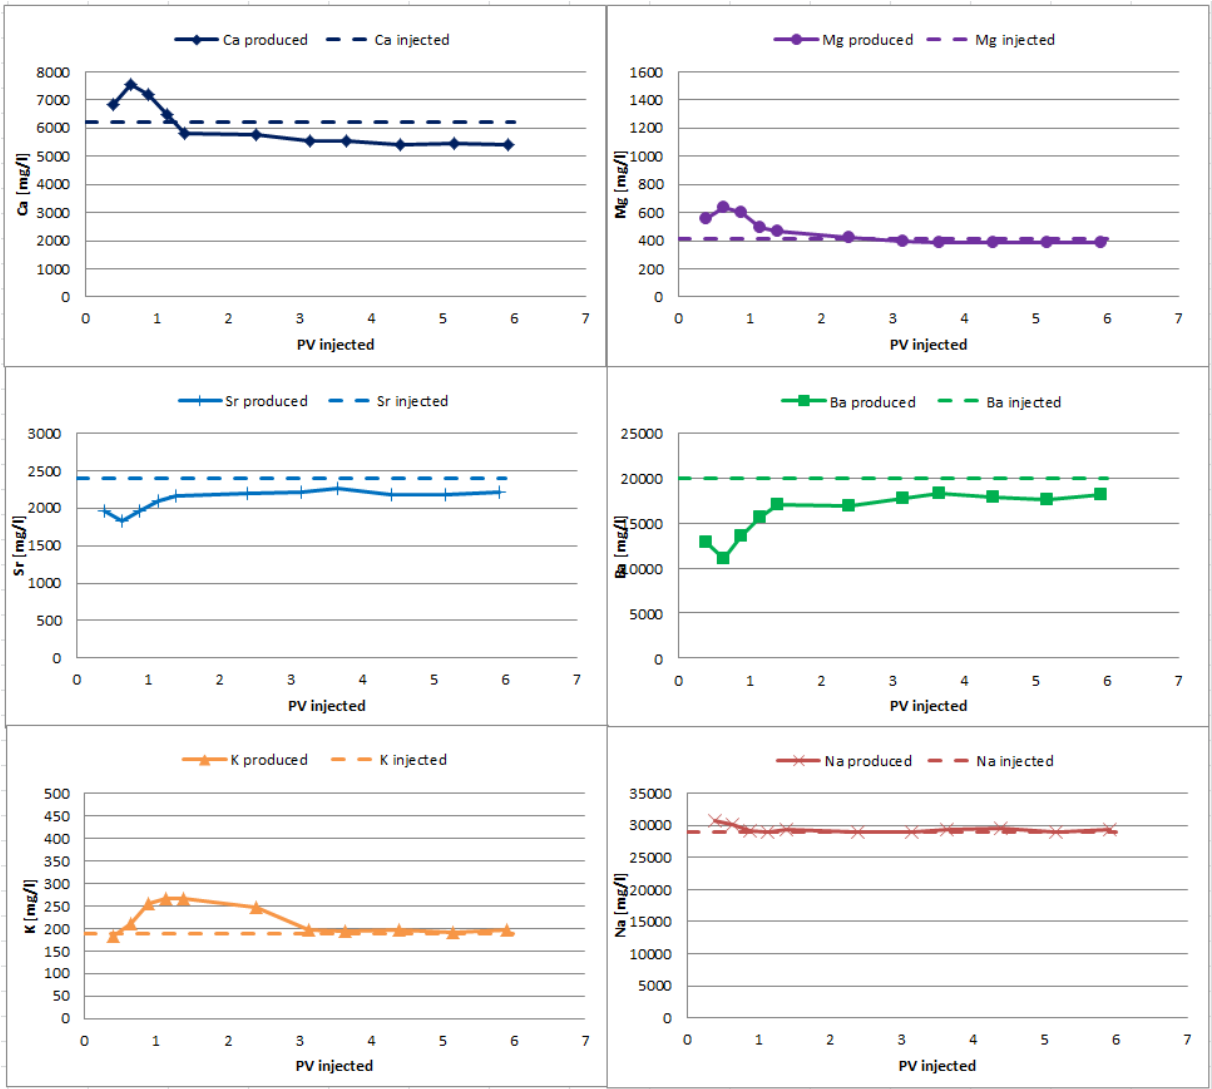 Ca produced Ca injected
8000
7000
6000
5000
4000
3000
2000
1000
0
Ca [mg/l]
0 1 2 3 4 5 6 7
PV injected
Mg produced Mg injected
1600
1400
1200
1000
800
600
400
200
0
Mg [mg/l]
0 1 2 3 4 5 6 7
PV injected
Sr produced Sr injected
3000
2500
2000
1500
1000
500
0
Sr [mg/l]
0 1 2 3 4 5 6 7
PV injected
Ba produced Ba injected
25000
20000
15000
10000
5000
0
Ba [mg/l]
0 1 2 3 4 5 6 7
PV injected
K produced K injected
500
450
400
350
300
250
200
150
100
50
0
K [mg/l]
0 1 2 3 4 5 6 7
PV injected
Na produced Na injected
35000
30000
25000
20000
15000
10000
5000
0
Na [mg/l]
0 1 2 3 4 5 6 7
PV injected